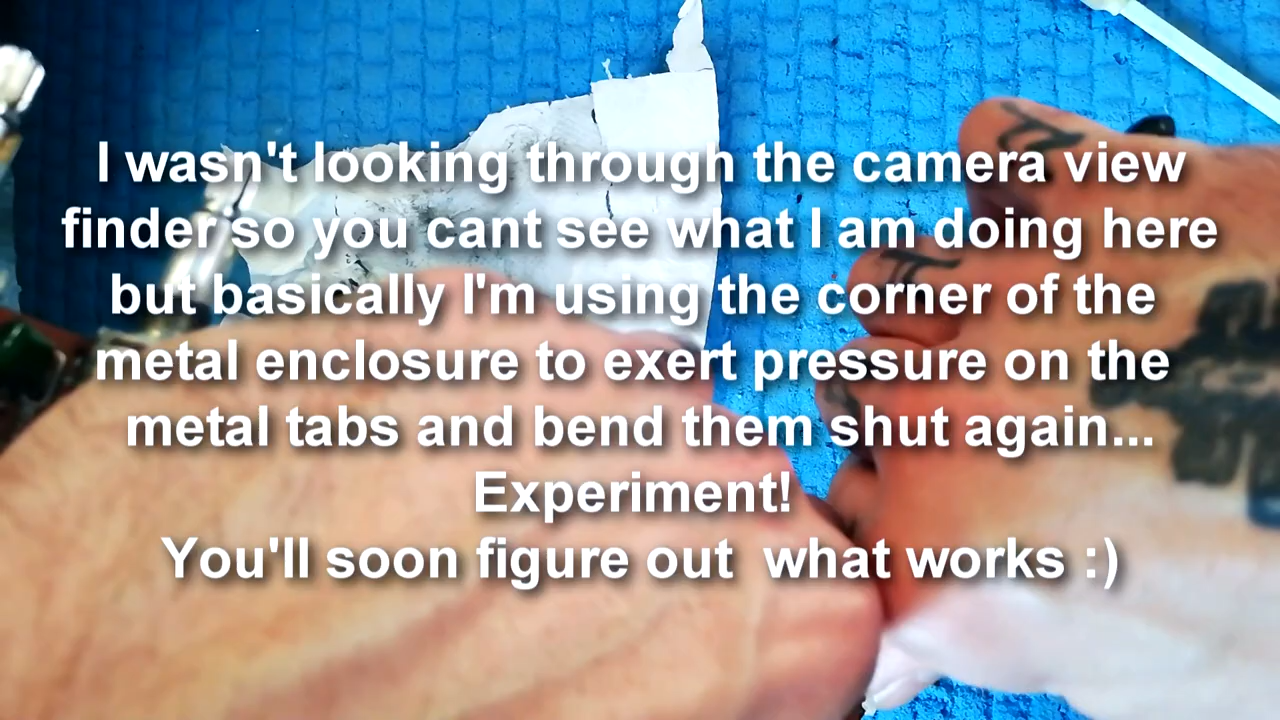 I wasn't looking through the camera view
finder so you cant see what I am doing here
but basically I'm using the corner of the
metal enclosure to exert pressure on the
metal tabs and bend them shut again...
Experiment!
You'll soon figure out  what works :)